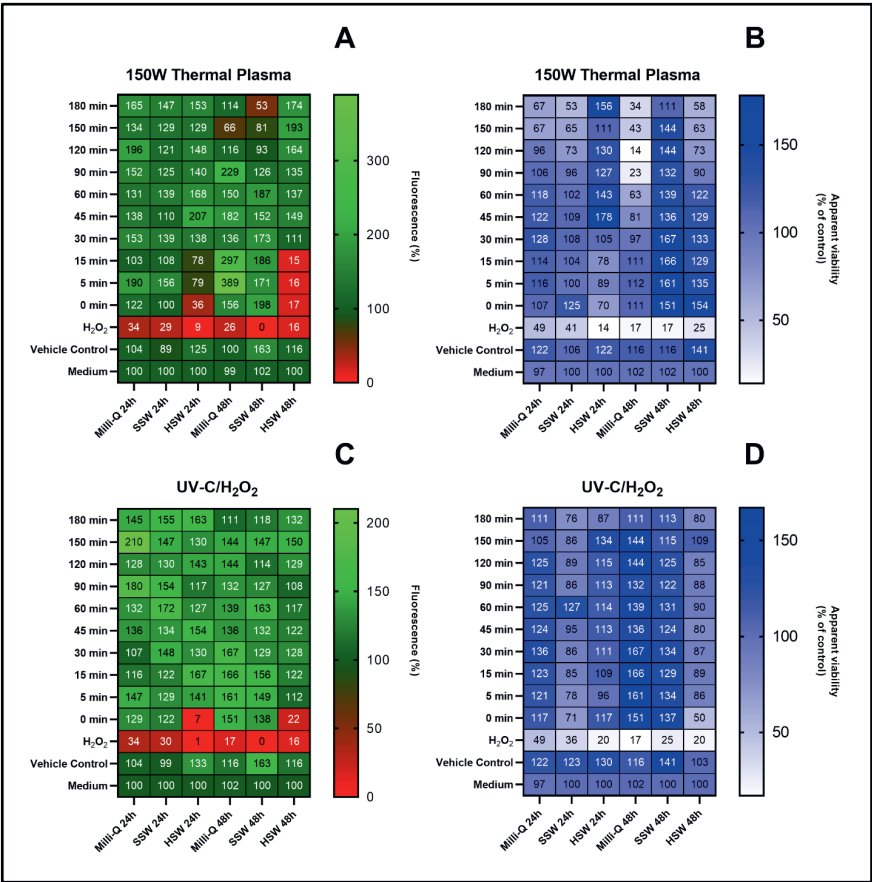 A
150W Thermal Plasma
180 min 165 147 153 114 53 174
150 min 134 129 129 66 81 193
120 min 196 121 148 116 93 164
90 min 152 125 140 229 126 135
60 min 131 139 168 150 187 137
45 min 138 110 207 182 152 149
30 min 153 139 138 136 173 111
15 min 103 108 78 297 186 15
5 min 190 156 79 389 171 16
0 min 122 100 36 156 198 17
H₂O₂ 34 29 9 26 0 16
Vehicle Control 104 89 125 100 163 116
Medium 100 100 100 99 102 100
Milli-Q 24h SSW 24h HSW 24h Milli-Q 48h SSW 48h HSW 48h
300
200
100
0
Fluorescence (%)
B
150W Thermal Plasma
180 min 67 53 156 34 111 58
150 min 67 65 111 43 144 63
120 min 96 73 130 14 144 73
90 min 106 96 127 23 132 90
60 min 118 102 143 63 139 122
45 min 122 109 178 81 136 129
30 min 128 108 105 97 167 133
15 min 114 104 78 111 166 129
5 min 116 100 89 112 161 135
0 min 107 125 70 111 151 154
H₂O₂ 49 41 14 17 17 25
Vehicle Control 122 106 122 116 116 141
Medium 97 100 100 102 102 100
Milli-Q 24h SSW 24h HSW 24h Milli-Q 48h SSW 48h HSW 48h
150
100
50
Apparent viability
(% of control)
C
UV-C/H₂O₂
180 min 145 155 163 111 118 132
150 min 210 147 130 144 147 150
120 min 128 130 143 144 114 129
90 min 180 154 117 132 127 108
60 min 132 172 127 139 163 117
45 min 136 134 154 136 132 122
30 min 107 148 130 167 129 128
15 min 116 122 167 166 156 122
5 min 147 129 141 161 149 112
0 min 129 122 7 151 138 22
H₂O₂ 34 30 1 17 0 16
Vehicle Control 104 99 133 116 163 116
Medium 100 100 100 102 100 100
Milli-Q 24h SSW 24h HSW 24h Milli-Q 48h SSW 48h HSW 48h
200
150
100
50
0
Fluorescence (%)
D
UV-C/H₂O₂
180 min 111 76 87 111 113 80
150 min 105 86 134 144 115 109
120 min 125 89 115 144 125 85
90 min 121 86 113 132 122 88
60 min 125 127 114 139 131 90
45 min 124 95 113 136 124 80
30 min 136 86 111 167 134 87
15 min 123 85 109 166 129 89
5 min 121 78 96 161 134 86
0 min 117 71 117 151 137 50
H₂O₂ 49 36 20 17 25 20
Vehicle Control 122 123 130 116 141 103
Medium 97 100 100 102 100 100
Milli-Q 24h SSW 24h HSW 24h Milli-Q 48h SSW 48h HSW 48h
150
100
50
Apparent viability
(% of control)